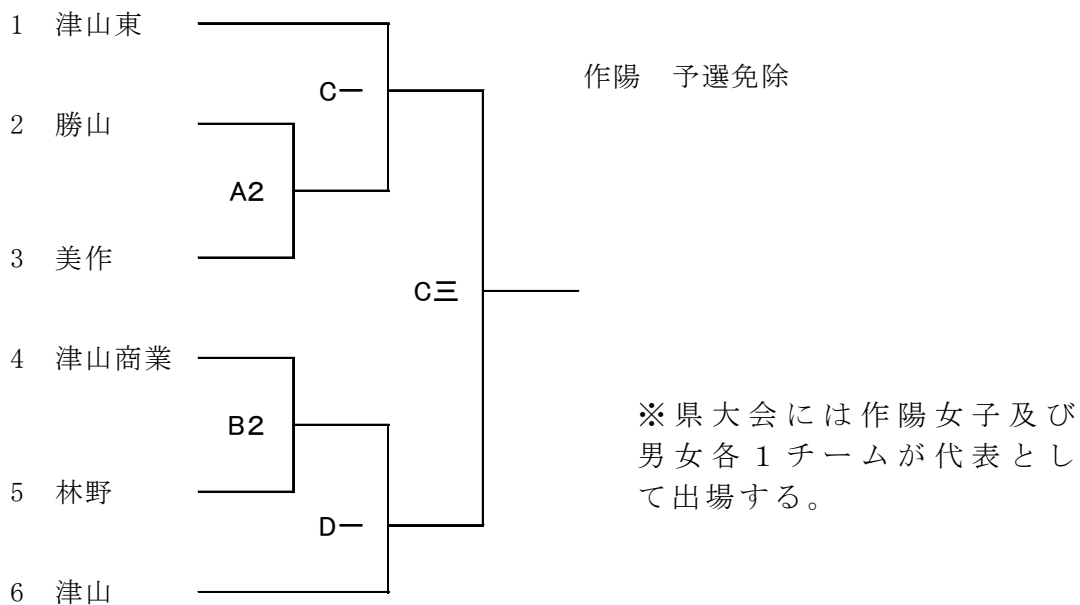 1 津山東
作陽 予選免除
C一
2 勝山
A2
3 美作
C三
4 津山商業
B2
※県大会には作陽女子及び
男女各1チームが代表とし
て出場する。
5 林野
D一
6 津山